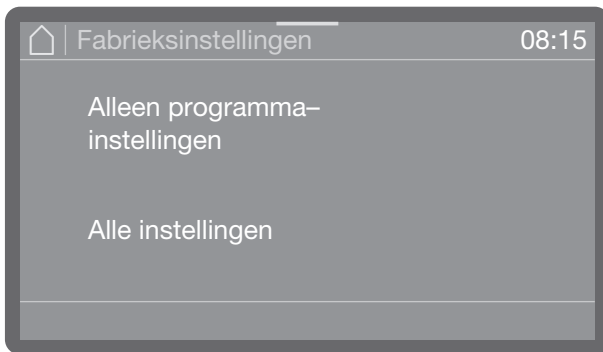 Fabrieksinstellingen 08:15
Alleen programma–
instellingen
Alle instellingen